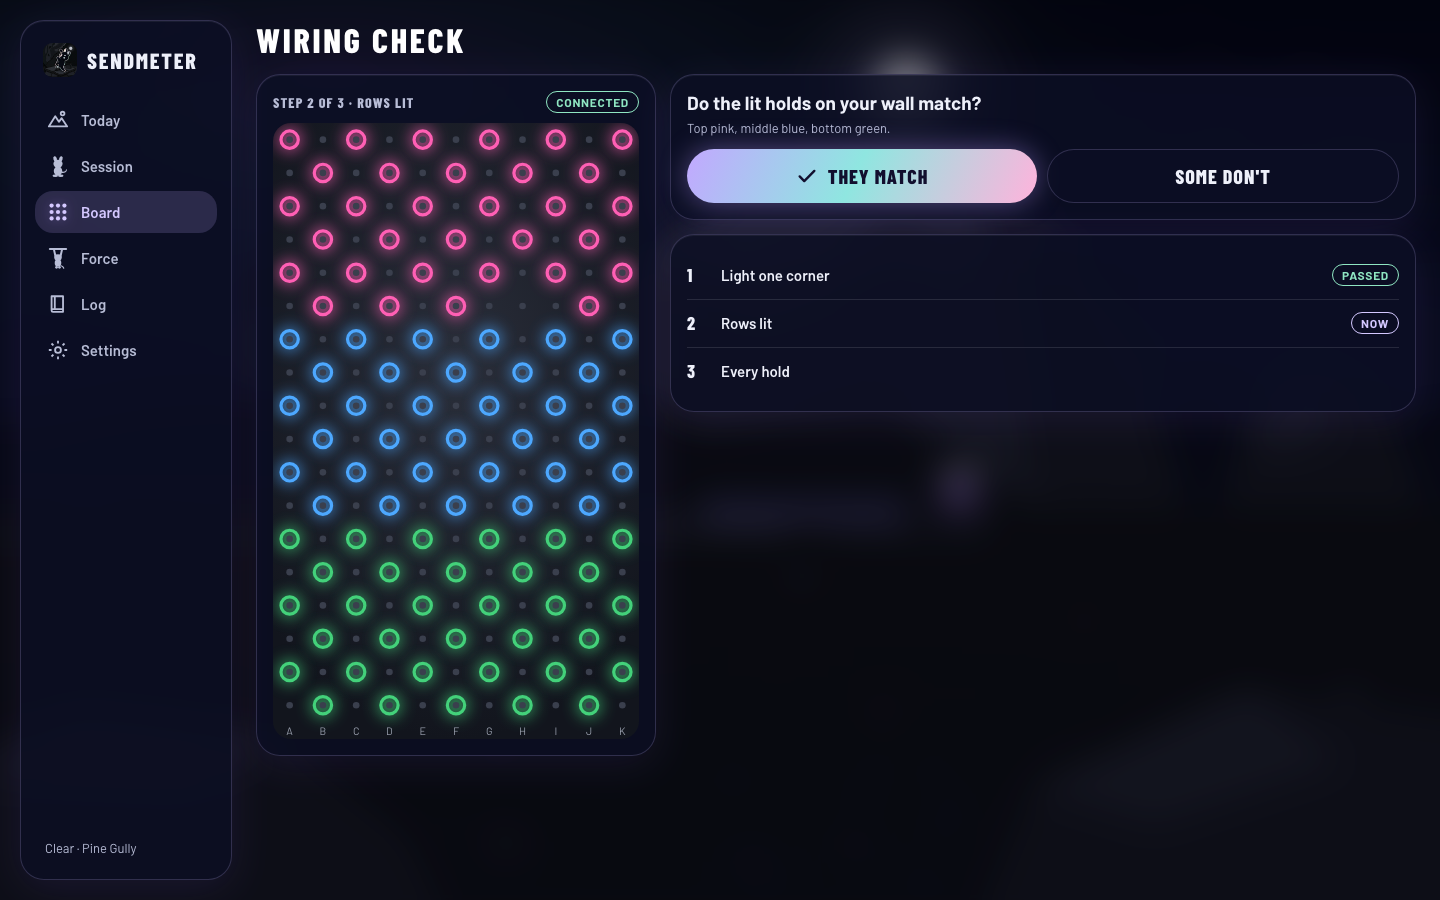 SENDMETER
Today
Session
Board
Force
Log
Settings
Clear · Pine Gully
WIRING CHECK
STEP 2 OF 3 · ROWS LIT
CONNECTED
A B C D E F G H I J K
Do the lit holds on your wall match?
Top pink, middle blue, bottom green.
THEY MATCH
SOME DON'T
1 Light one corner PASSED
2 Rows lit NOW
3 Every hold